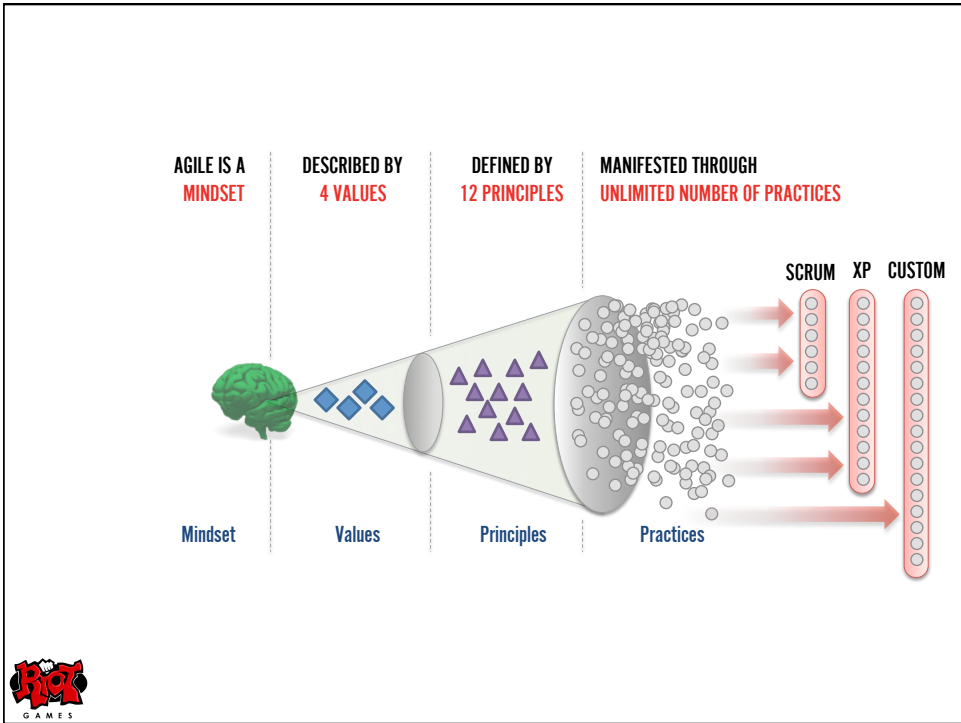 AGILE IS A
MINDSET
DESCRIBED BY
4 VALUES
DEFINED BY
12 PRINCIPLES
MANIFESTED THROUGH
UNLIMITED NUMBER OF PRACTICES
SCRUM
XP
CUSTOM
Mindset
Values
Principles
Practices
RIOT
GAMES